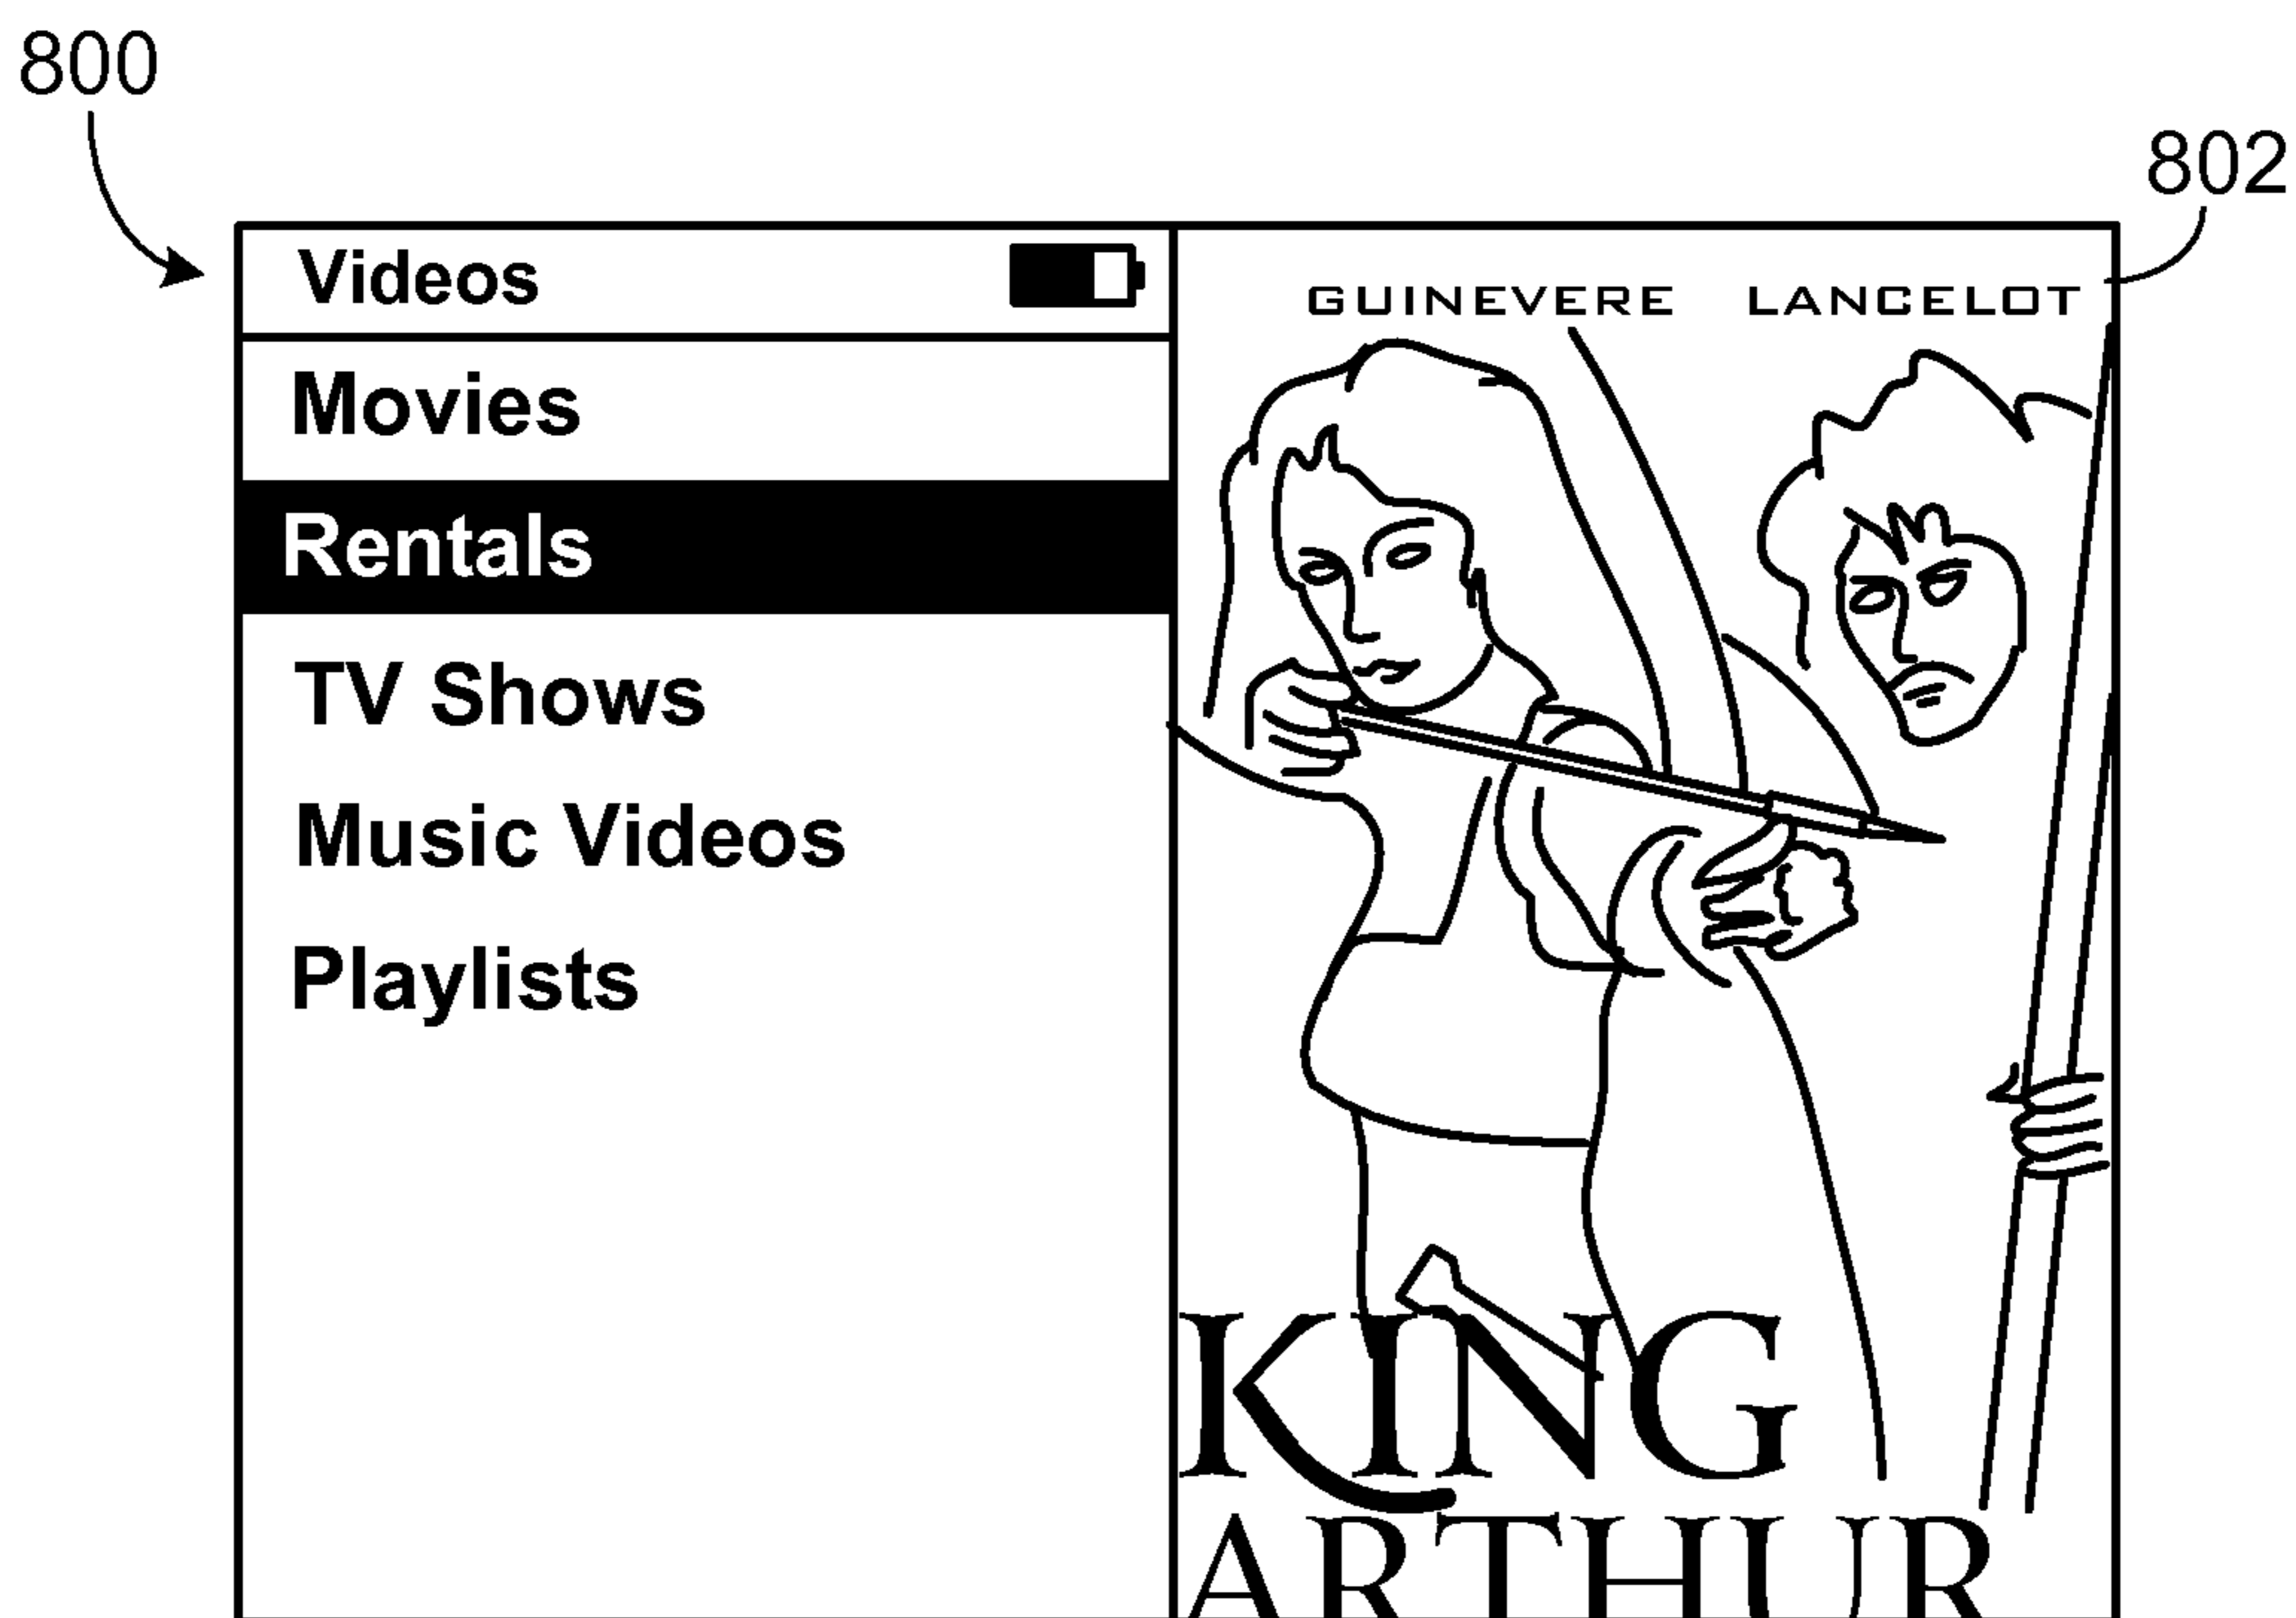 800
802
Videos
GUINEVERE LANCELOT
Movies
Rentals
TV Shows
Music Videos
Playlists
KING
ARTHUR